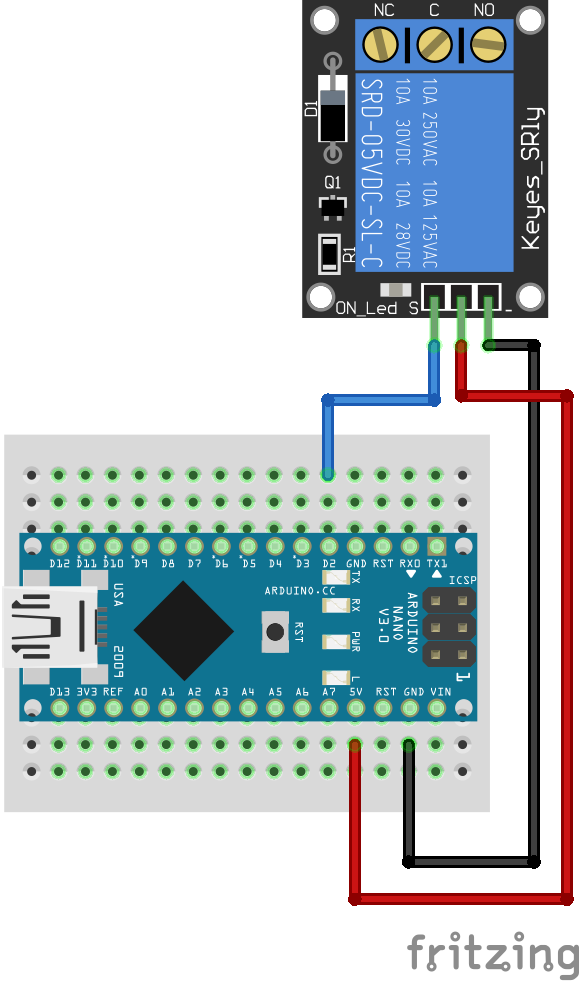 NC C NO
D1
SRD-05VDC-SL-C
10A 30VDC 10A 28VDC
10A 250VAC 10A 125VAC
Keyes_SRly
Q1
R1
ON_Led S -
D12 D11 D10 D9 D8 D7 D6 D5 D4 D3 D2 GND RST RX0 TX1
USA
2009
ARDUINO.CC
RST
TX
RX
PWR
L
ICSP
ARDUINO
NANO
V3.0
1
D13 3V3 REF A0 A1 A2 A3 A4 A5 A6 A7 5V RST GND VIN
fritzing